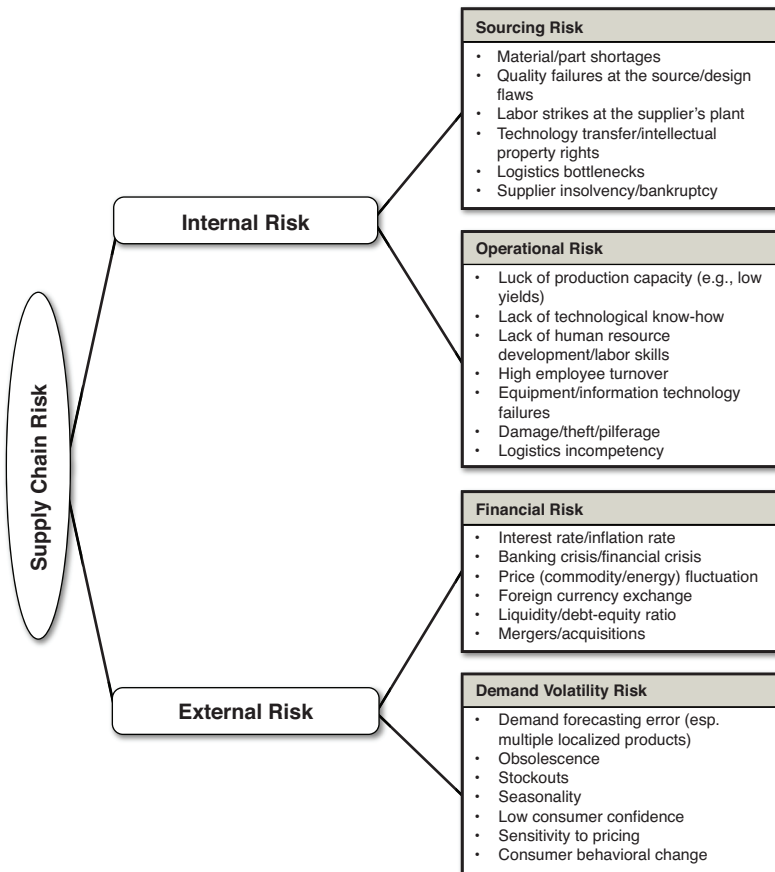 Supply Chain Risk
Internal Risk
Sourcing Risk
• Material/part shortages
• Quality failures at the source/design
flaws
• Labor strikes at the supplier's plant
• Technology transfer/intellectual
property rights
• Logistics bottlenecks
• Supplier insolvency/bankruptcy
Operational Risk
• Luck of production capacity (e.g., low
yields)
• Lack of technological know-how
• Lack of human resource
development/labor skills
• High employee turnover
• Equipment/information technology
failures
• Damage/theft/pilferage
• Logistics incompetency
External Risk
Financial Risk
• Interest rate/inflation rate
• Banking crisis/financial crisis
• Price (commodity/energy) fluctuation
• Foreign currency exchange
• Liquidity/debt-equity ratio
• Mergers/acquisitions
Demand Volatility Risk
• Demand forecasting error (esp.
multiple localized products)
• Obsolescence
• Stockouts
• Seasonality
• Low consumer confidence
• Sensitivity to pricing
• Consumer behavioral change